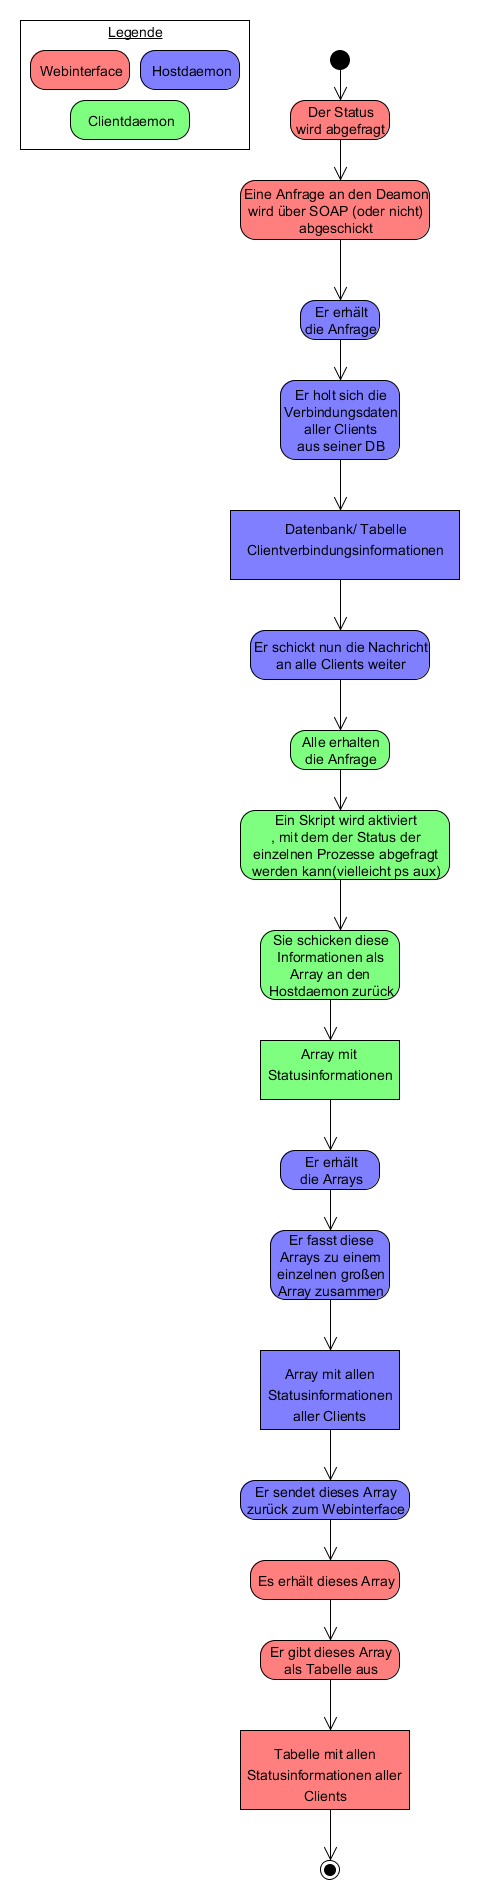 Legende
Webinterface
Hostdaemon
Clientdaemon
Der Status
wird abgefragt
Eine Anfrage an den Deamon
wird über SOAP (oder nicht)
abgeschickt
Er erhält
die Anfrage
Er holt sich die
Verbindungsdaten
aller Clients
aus seiner DB
Datenbank/ Tabelle
Clientverbindungsinformationen
Er schickt nun die Nachricht
an alle Clients weiter
Alle erhalten
die Anfrage
Ein Skript wird aktiviert
, mit dem der Status der
einzelnen Prozesse abgefragt
werden kann(vielleicht ps aux)
Sie schicken diese
Informationen als
Array an den
Hostdaemon zurück
Array mit
Statusinformationen
Er erhält
die Arrays
Er fasst diese
Arrays zu einem
einzelnen großen
Array zusammen
Array mit allen
Statusinformationen
aller Clients
Er sendet dieses Array
zurück zum Webinterface
Es erhält dieses Array
Er gibt dieses Array
als Tabelle aus
Tabelle mit allen
Statusinformationen aller
Clients